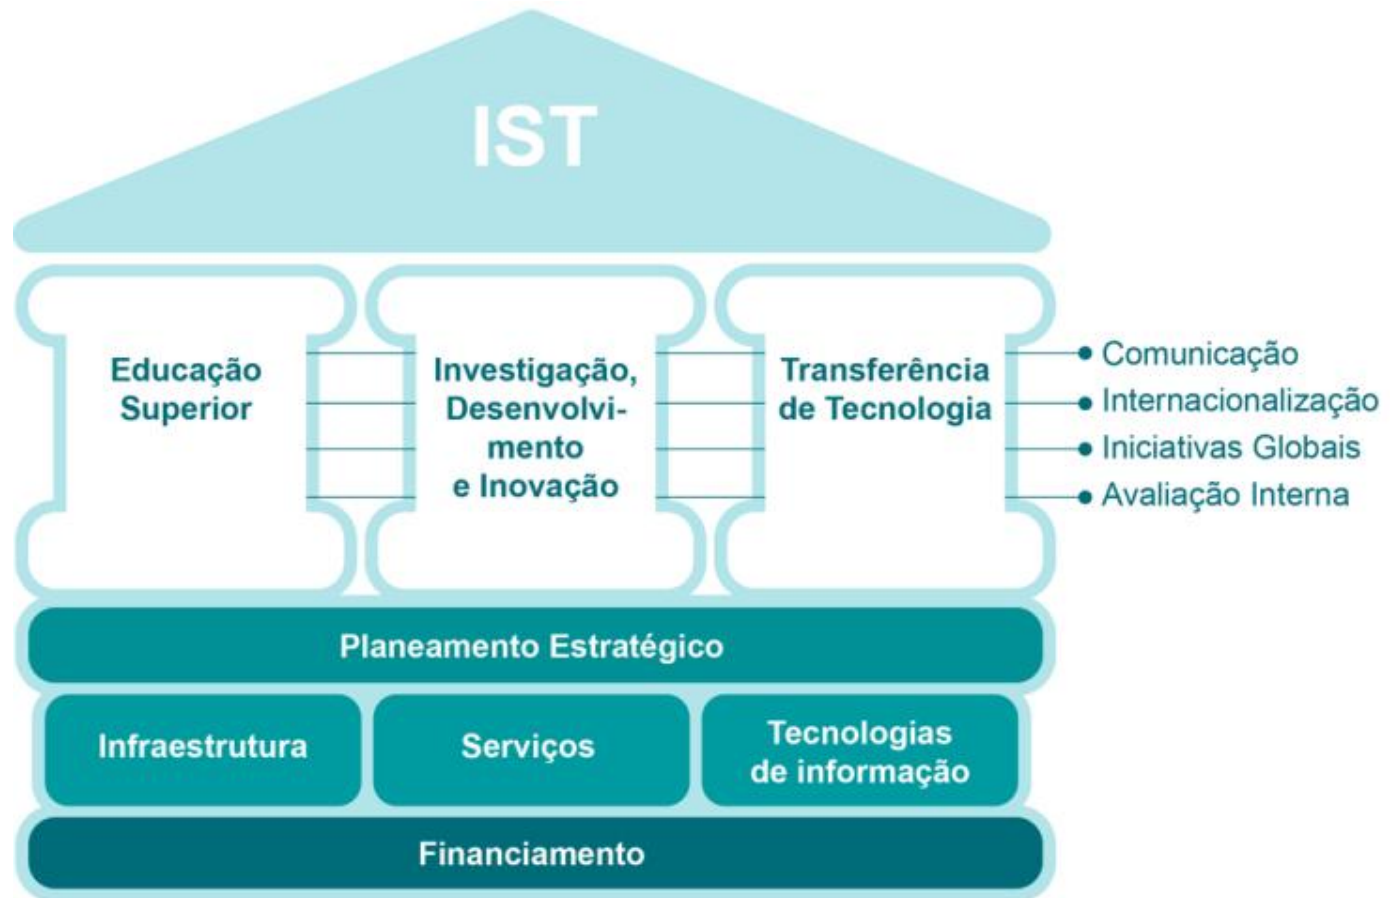 IST
Educação
Superior
Investigação,
Desenvolvi-
mento
e Inovação
Transferência
de Tecnologia
Comunicação
Internacionalização
Iniciativas Globais
Avaliação Interna
Planeamento Estratégico
Infraestrutura
Serviços
Tecnologias
de informação
Financiamento